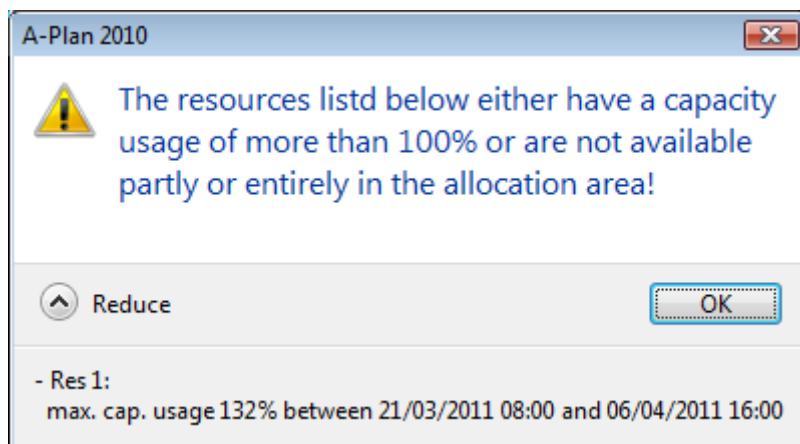 A-Plan 2010
The resources listd below either have a capacity
usage of more than 100% or are not available
partly or entirely in the allocation area!
Reduce
OK
- Res 1:
max. cap. usage 132% between 21/03/2011 08:00 and 06/04/2011 16:00